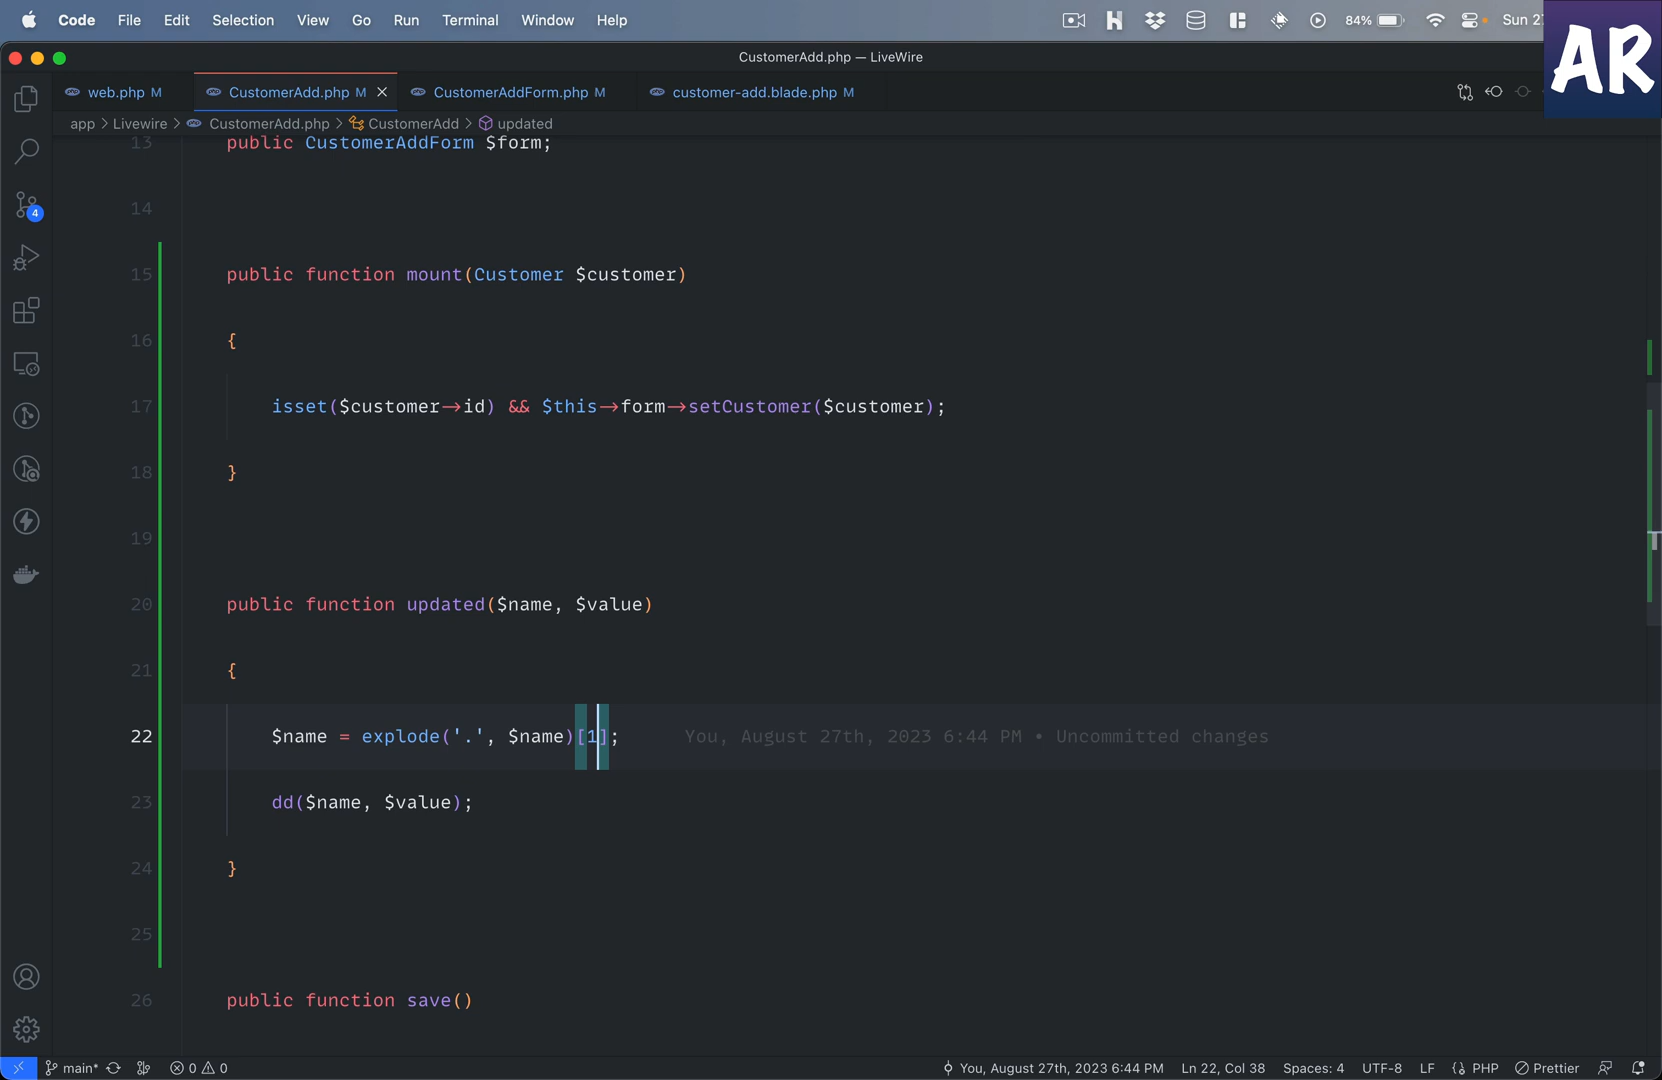 Code File Edit Selection View Go Run Terminal Window Help 84% Sun 27
AR
CustomerAdd.php — LiveWire
web.php M CustomerAdd.php M CustomerAddForm.php M customer-add.blade.php M
app > Livewire > CustomerAdd.php > CustomerAdd > updated
13 public CustomerAddForm $form;
14
15 public function mount(Customer $customer)
16 {
17 isset($customer->id) && $this->form->setCustomer($customer);
18 }
19
20 public function updated($name, $value)
21 {
22 $name = explode('.', $name)[1]; You, August 27th, 2023 6:44 PM • Uncommitted changes
23 dd($name, $value);
24 }
25
26 public function save()
4
main* 0 0 You, August 27th, 2023 6:44 PM Ln 22, Col 38 Spaces: 4 UTF-8 LF PHP Prettier